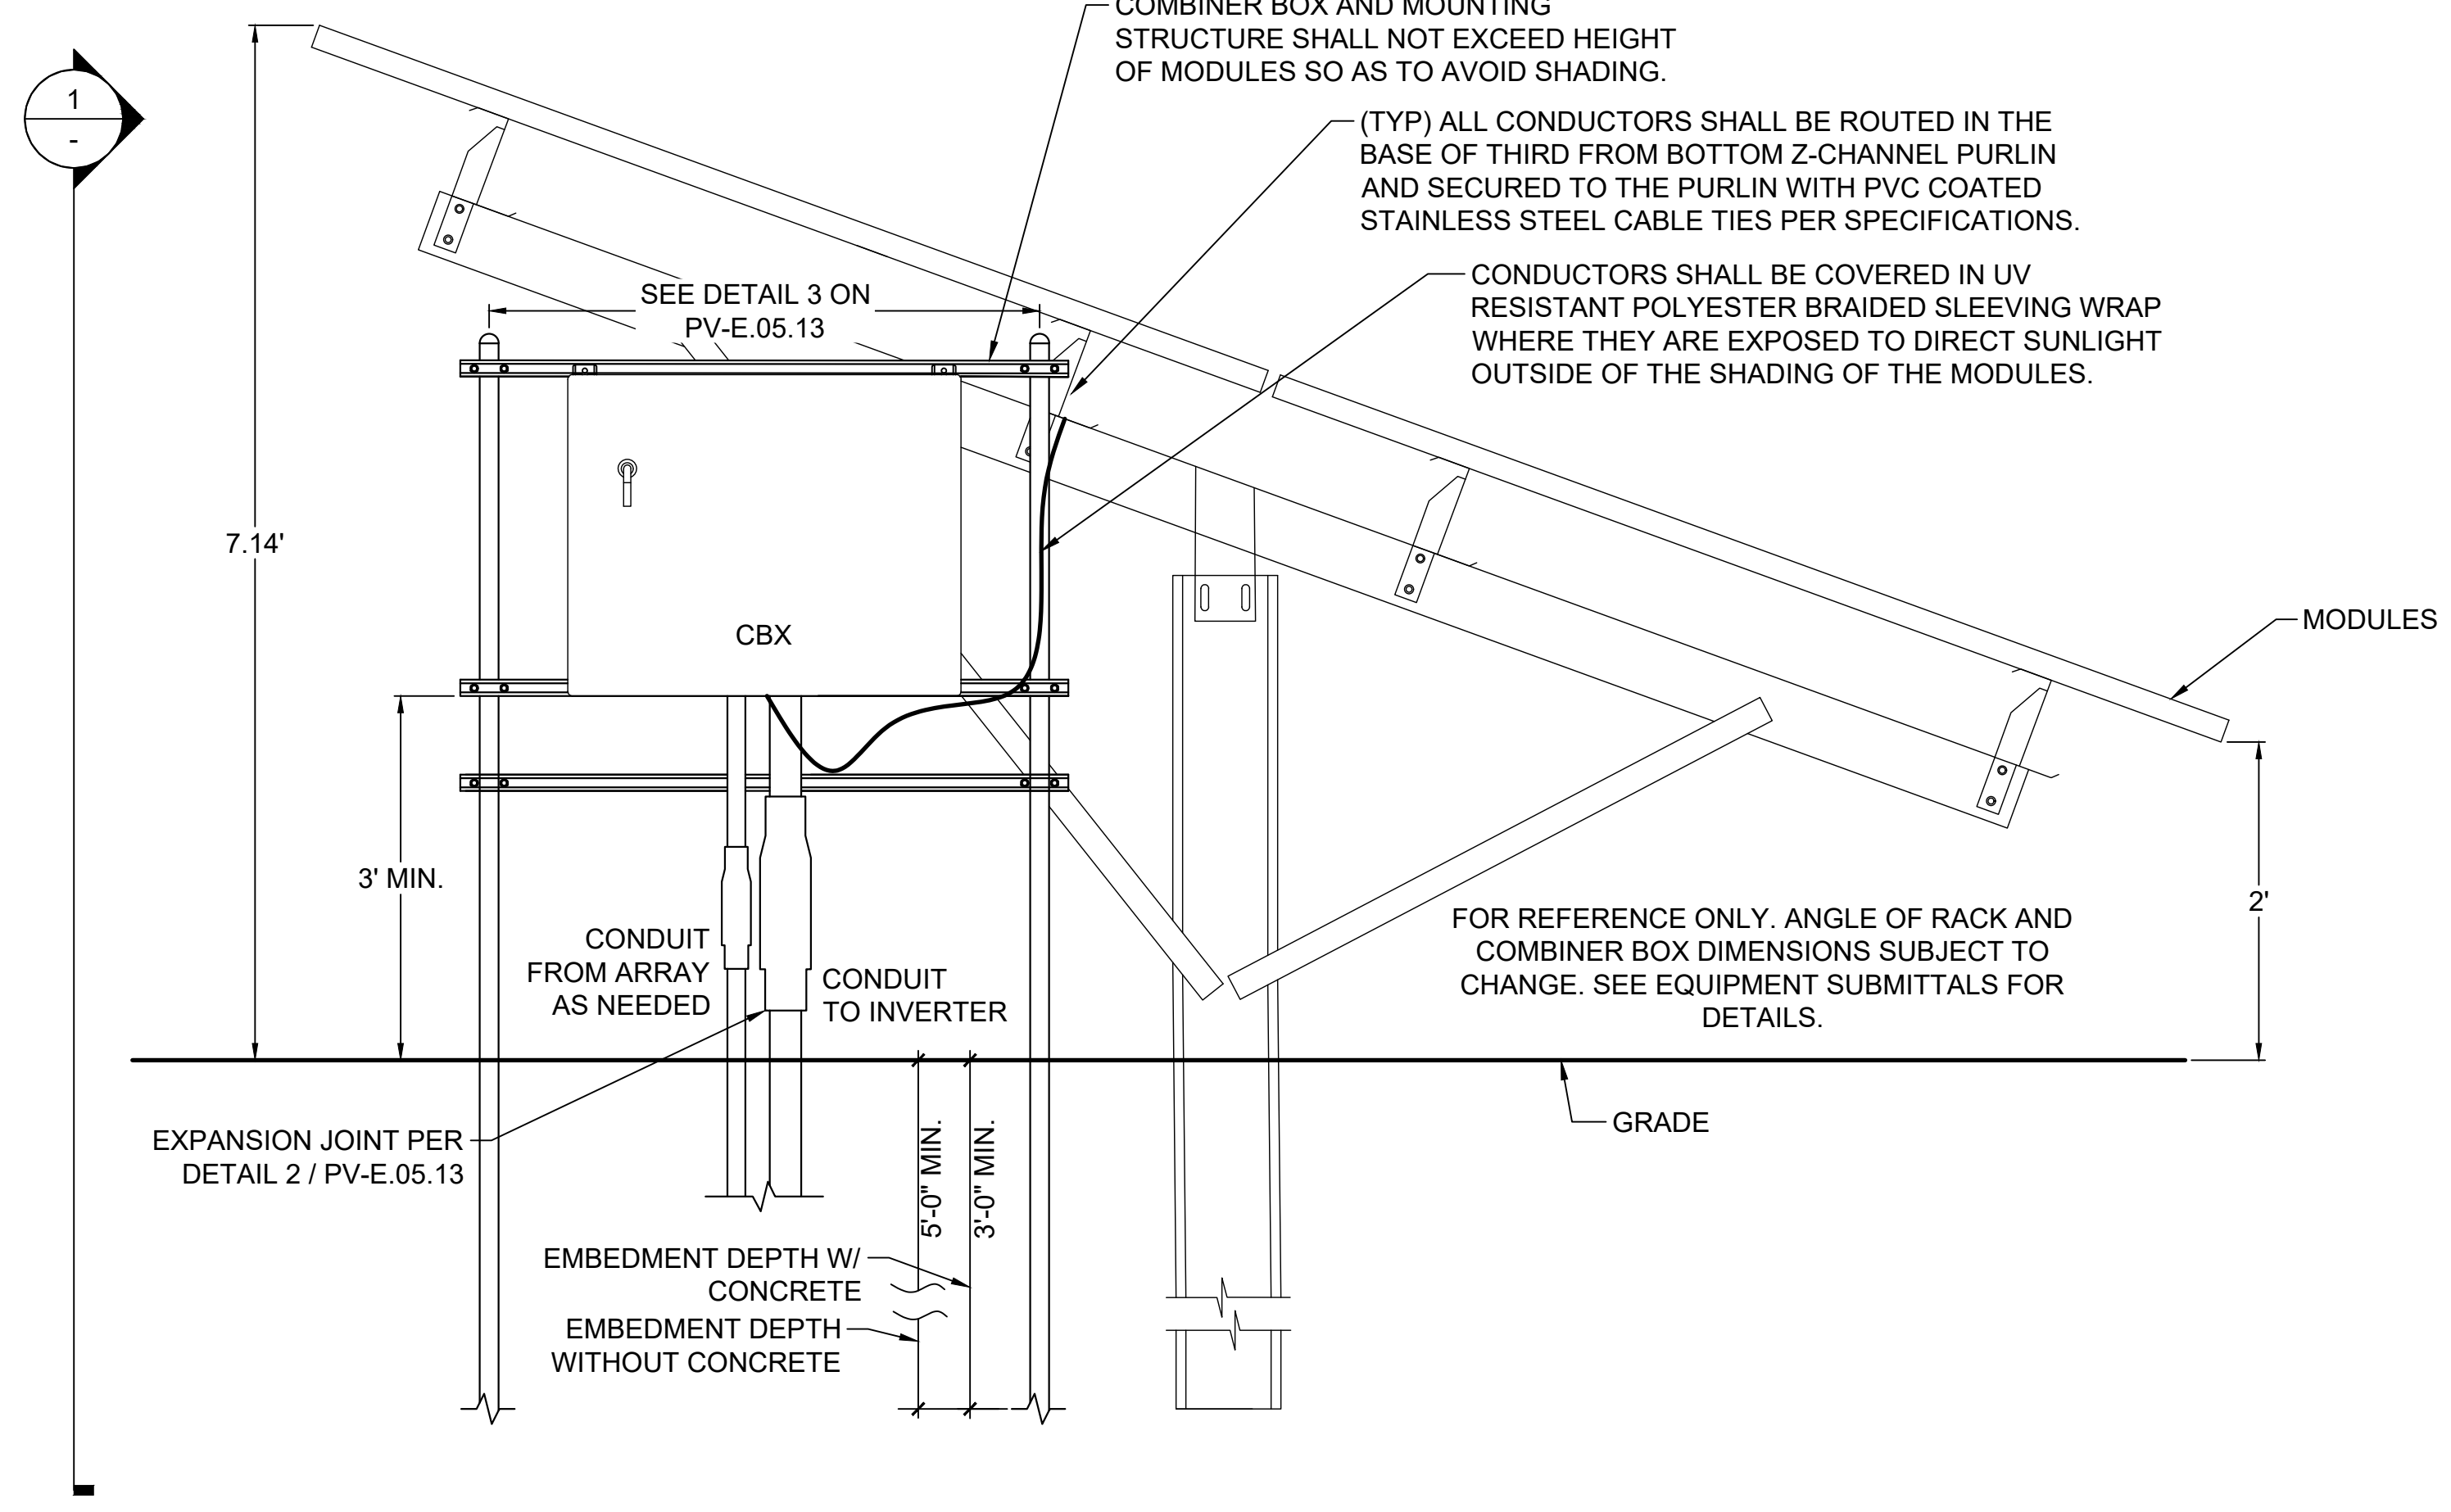 COMBINER BOX AND MOUNTING
STRUCTURE SHALL NOT EXCEED HEIGHT
OF MODULES SO AS TO AVOID SHADING.
1
-
(TYP) ALL CONDUCTORS SHALL BE ROUTED IN THE
BASE OF THIRD FROM BOTTOM Z-CHANNEL PURLIN
AND SECURED TO THE PURLIN WITH PVC COATED
STAINLESS STEEL CABLE TIES PER SPECIFICATIONS.
CONDUCTORS SHALL BE COVERED IN UV
RESISTANT POLYESTER BRAIDED SLEEVING WRAP
WHERE THEY ARE EXPOSED TO DIRECT SUNLIGHT
OUTSIDE OF THE SHADING OF THE MODULES.
SEE DETAIL 3 ON
PV-E.05.13
7.14'
CBX
MODULES
3' MIN.
2'
CONDUIT
FROM ARRAY
AS NEEDED
CONDUIT
TO INVERTER
FOR REFERENCE ONLY. ANGLE OF RACK AND
COMBINER BOX DIMENSIONS SUBJECT TO
CHANGE. SEE EQUIPMENT SUBMITTALS FOR
DETAILS.
GRADE
EXPANSION JOINT PER
DETAIL 2 / PV-E.05.13
5'-0" MIN.
3'-0" MIN.
EMBEDMENT DEPTH W/
CONCRETE
EMBEDMENT DEPTH
WITHOUT CONCRETE